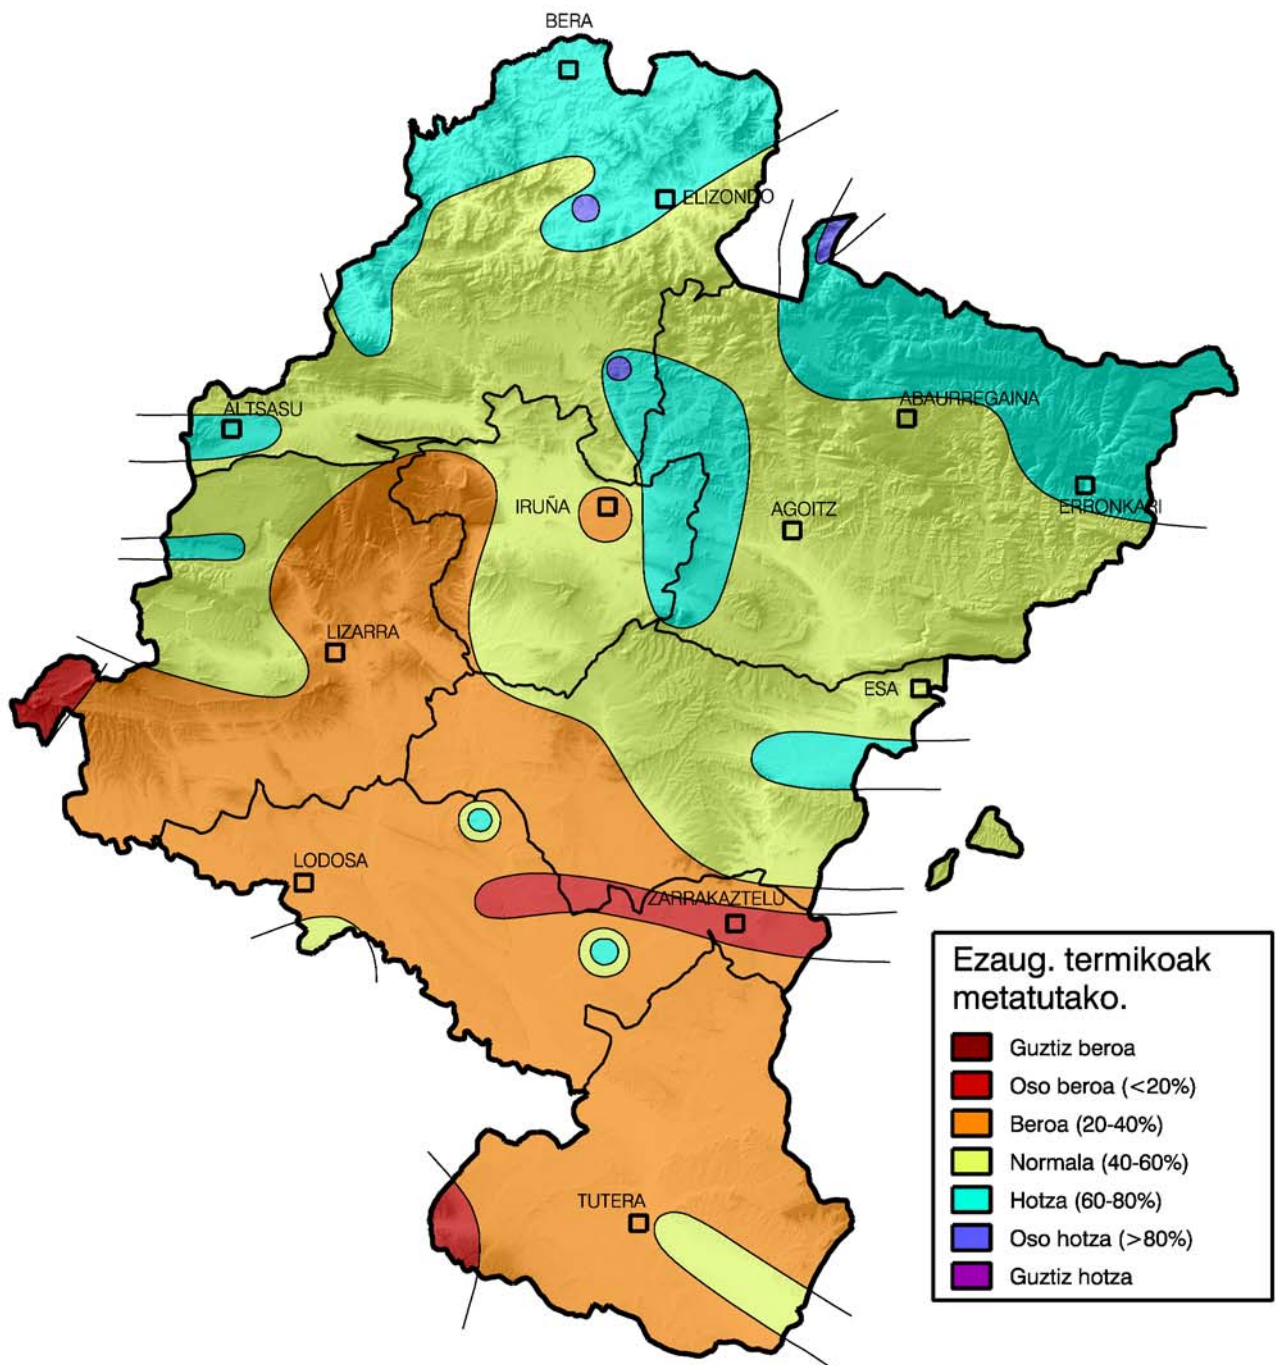 BERA
ELIZONDO
ALTSASU
ABAURREGAINA
IRUÑA
AGOITZ
ERRONKARI
LIZARRA
ESA
LODOSA
ZARRAKAZTELU
TUTERA
Ezaug. termikoak
metatutako.
Guztiz beroa
Oso beroa (<20%)
Beroa (20-40%)
Normala (40-60%)
Hotza (60-80%)
Oso hotza (>80%)
Guztiz hotza